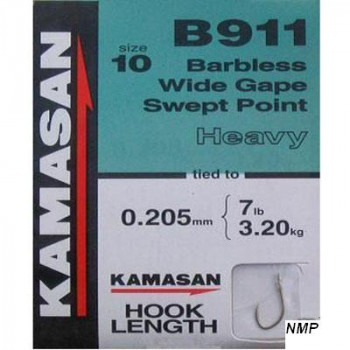 KAMASAN
size
10
B911
Barbless
Wide Gape
Swept Point
Heavy
tied to
0.205mm { 7lb
3.20kg
KAMASAN
HOOK
LENGTH
NMP